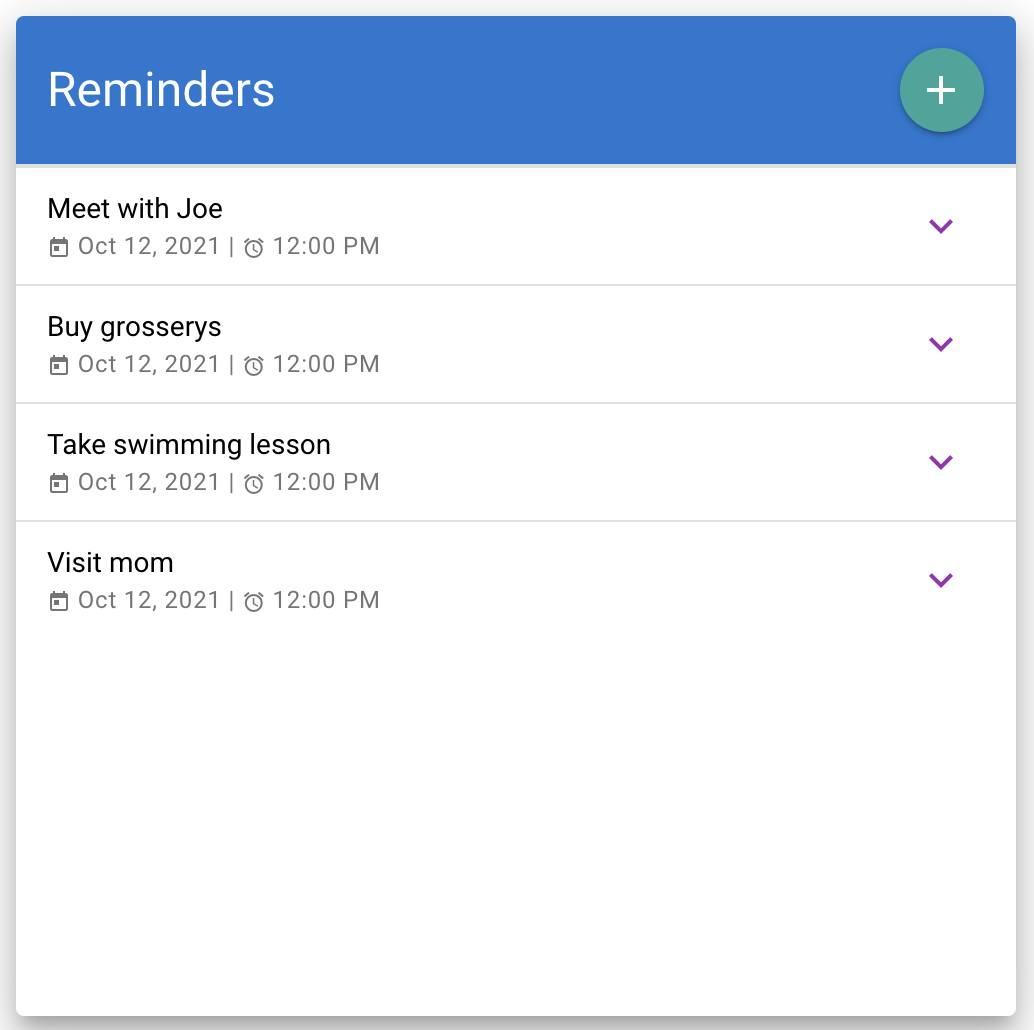 Reminders
Meet with Joe
Oct 12, 2021 | 12:00 PM
Buy grosserys
Oct 12, 2021 | 12:00 PM
Take swimming lesson
Oct 12, 2021 | 12:00 PM
Visit mom
Oct 12, 2021 | 12:00 PM